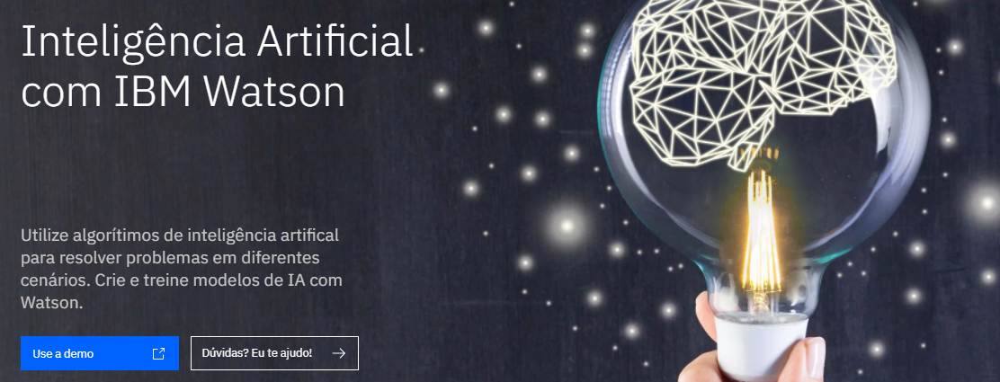 Inteligência Artificial
com IBM Watson
Utilize algorítimos de inteligência artifical
para resolver problemas em diferentes
cenários. Crie e treine modelos de IA com
Watson.
Use a demo
Dúvidas? Eu te ajudo!